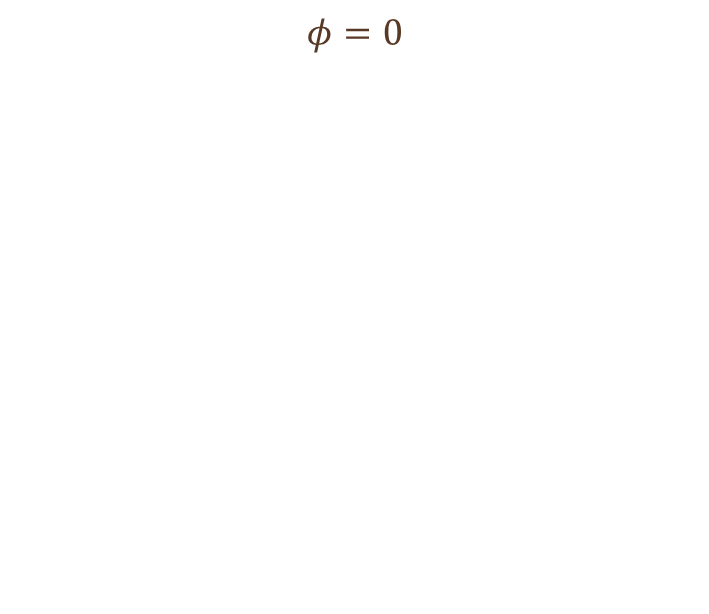 ϕ = 0